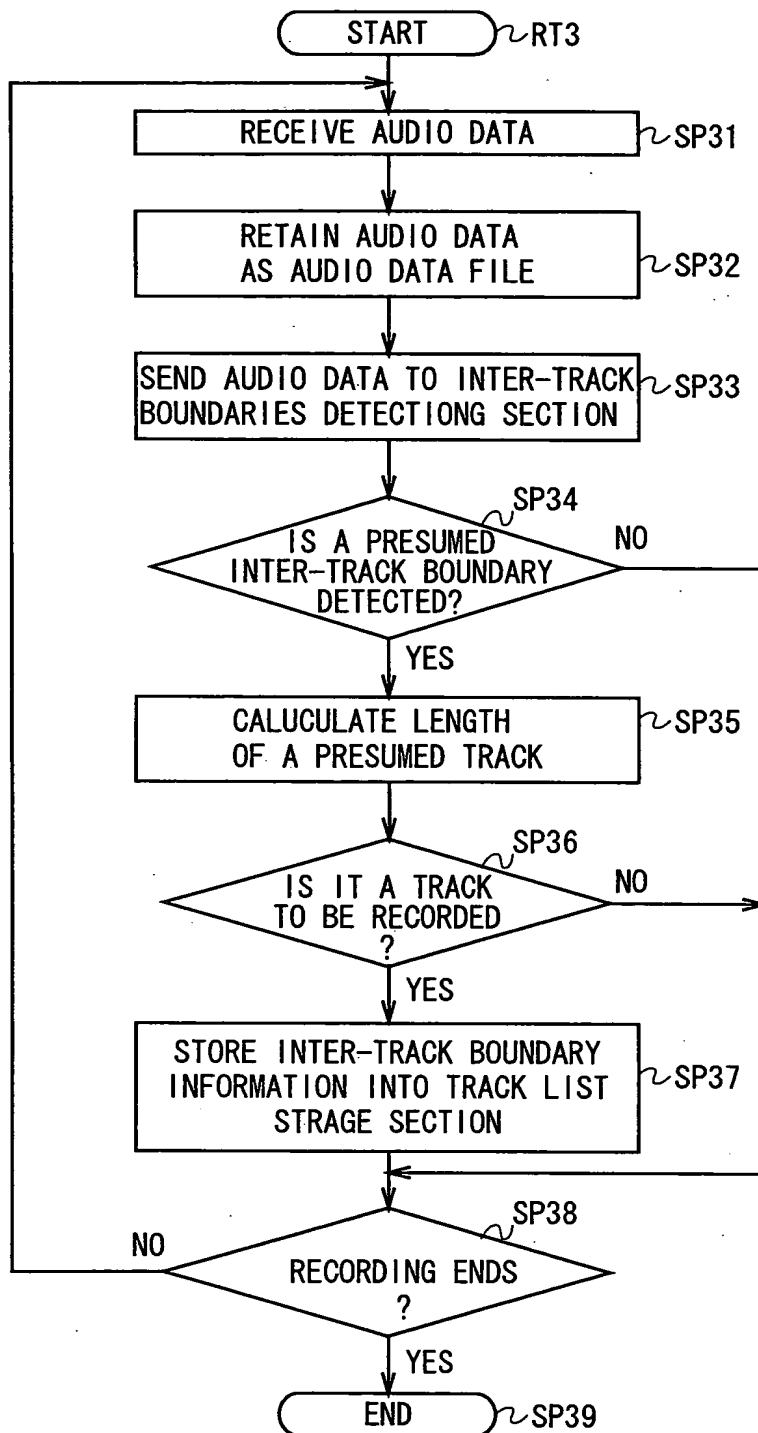 START
RT3
RECEIVE AUDIO DATA
SP31
RETAIN AUDIO DATA
AS AUDIO DATA FILE
SP32
SEND AUDIO DATA TO INTER-TRACK
BOUNDARIES DETECTIONG SECTION
SP33
SP34
IS A PRESUMED
INTER-TRACK BOUNDARY
DETECTED?
NO
YES
CALUCULATE LENGTH
OF A PRESUMED TRACK
SP35
SP36
IS IT A TRACK
TO BE RECORDED
?
NO
YES
STORE INTER-TRACK BOUNDARY
INFORMATION INTO TRACK LIST
STRAGE SECTION
SP37
SP38
NO
RECORDING ENDS
?
YES
END
SP39